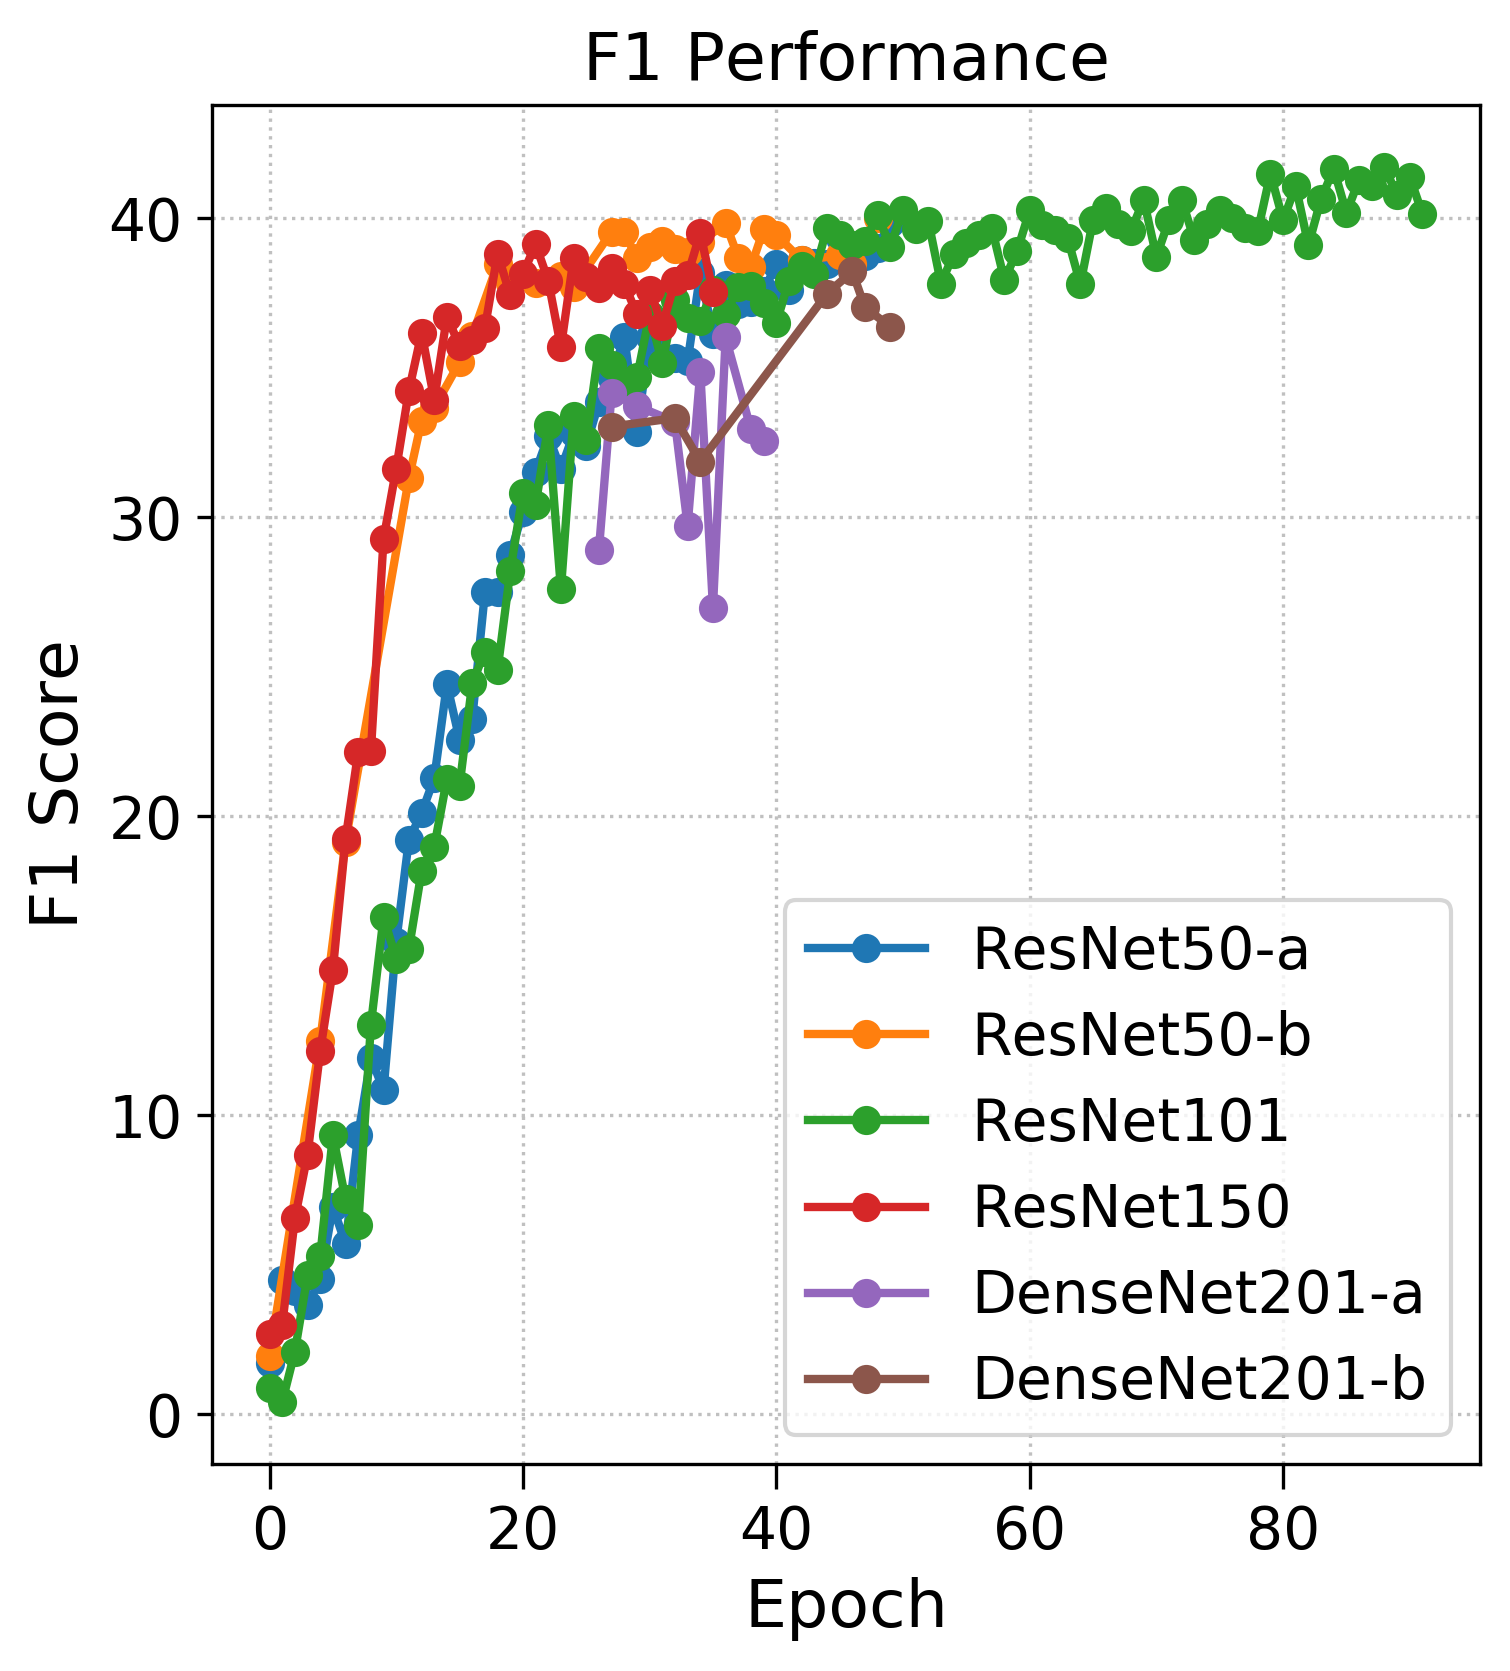 F1 Performance
F1 Score
40
30
20
10
0
ResNet50-a
ResNet50-b
ResNet101
ResNet150
DenseNet201-a
DenseNet201-b
0 20 40 60 80
Epoch